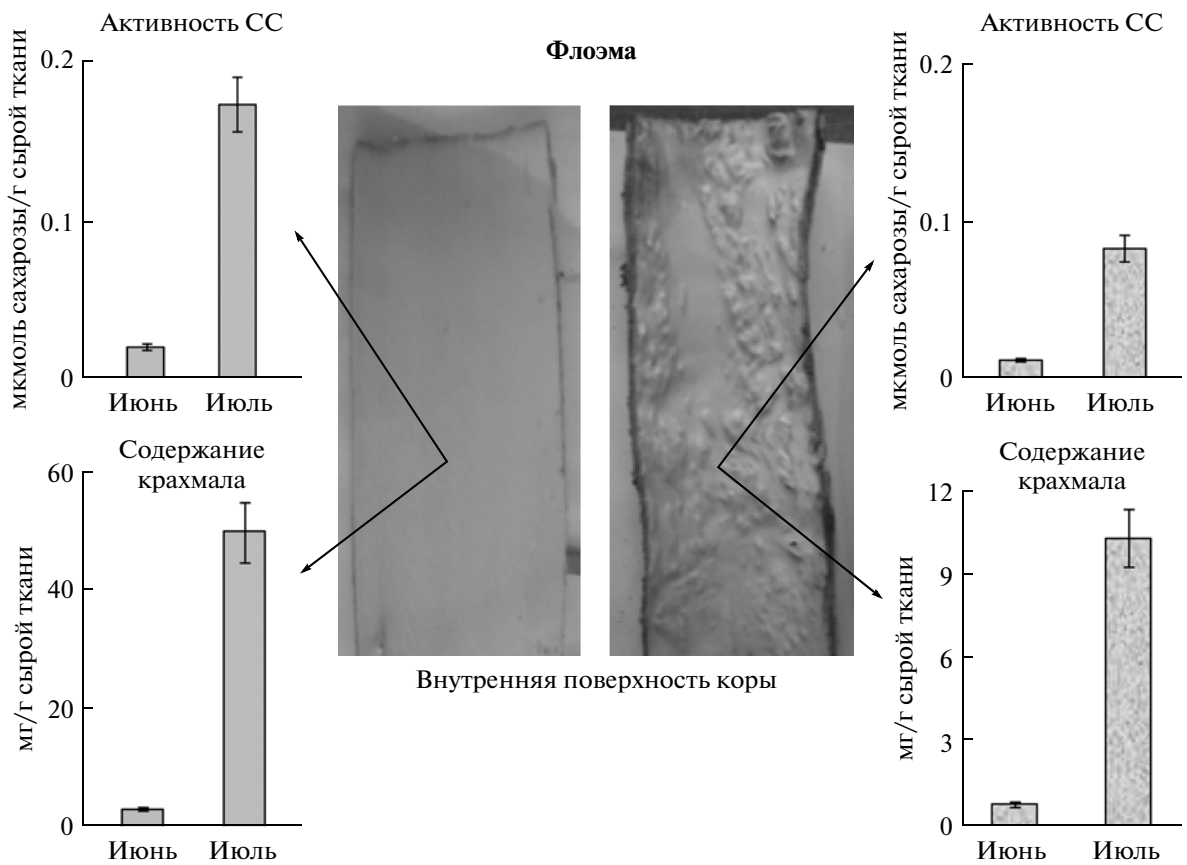 Активность СС
мкмоль сахарозы/г сырой ткани
0.2
0.1
0
Июнь Июль
Флоэма
Активность СС
мкмоль сахарозы/г сырой ткани
0.2
0.1
0
Июнь Июль
Содержание
крахмала
мг/г сырой ткани
60
40
20
0
Июнь Июль
Внутренняя поверхность коры
Содержание
крахмала
мг/г сырой ткани
12
9
6
3
0
Июнь Июль